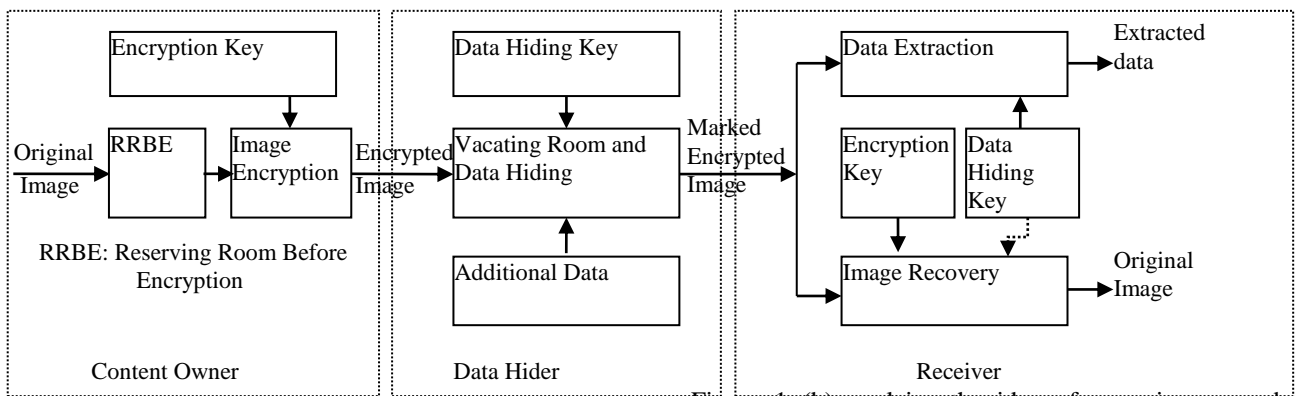 Encryption Key
RRBE
Image
Encryption
Original
Image
RRBE: Reserving Room Before
Encryption
Content Owner
Encrypted
Image
Data Hiding Key
Vacating Room and
Data Hiding
Additional Data
Data Hider
Marked
Encrypted
Image
Data Extraction
Extracted
data
Encryption
Key
Data
Hiding
Key
Image Recovery
Original
Image
Receiver